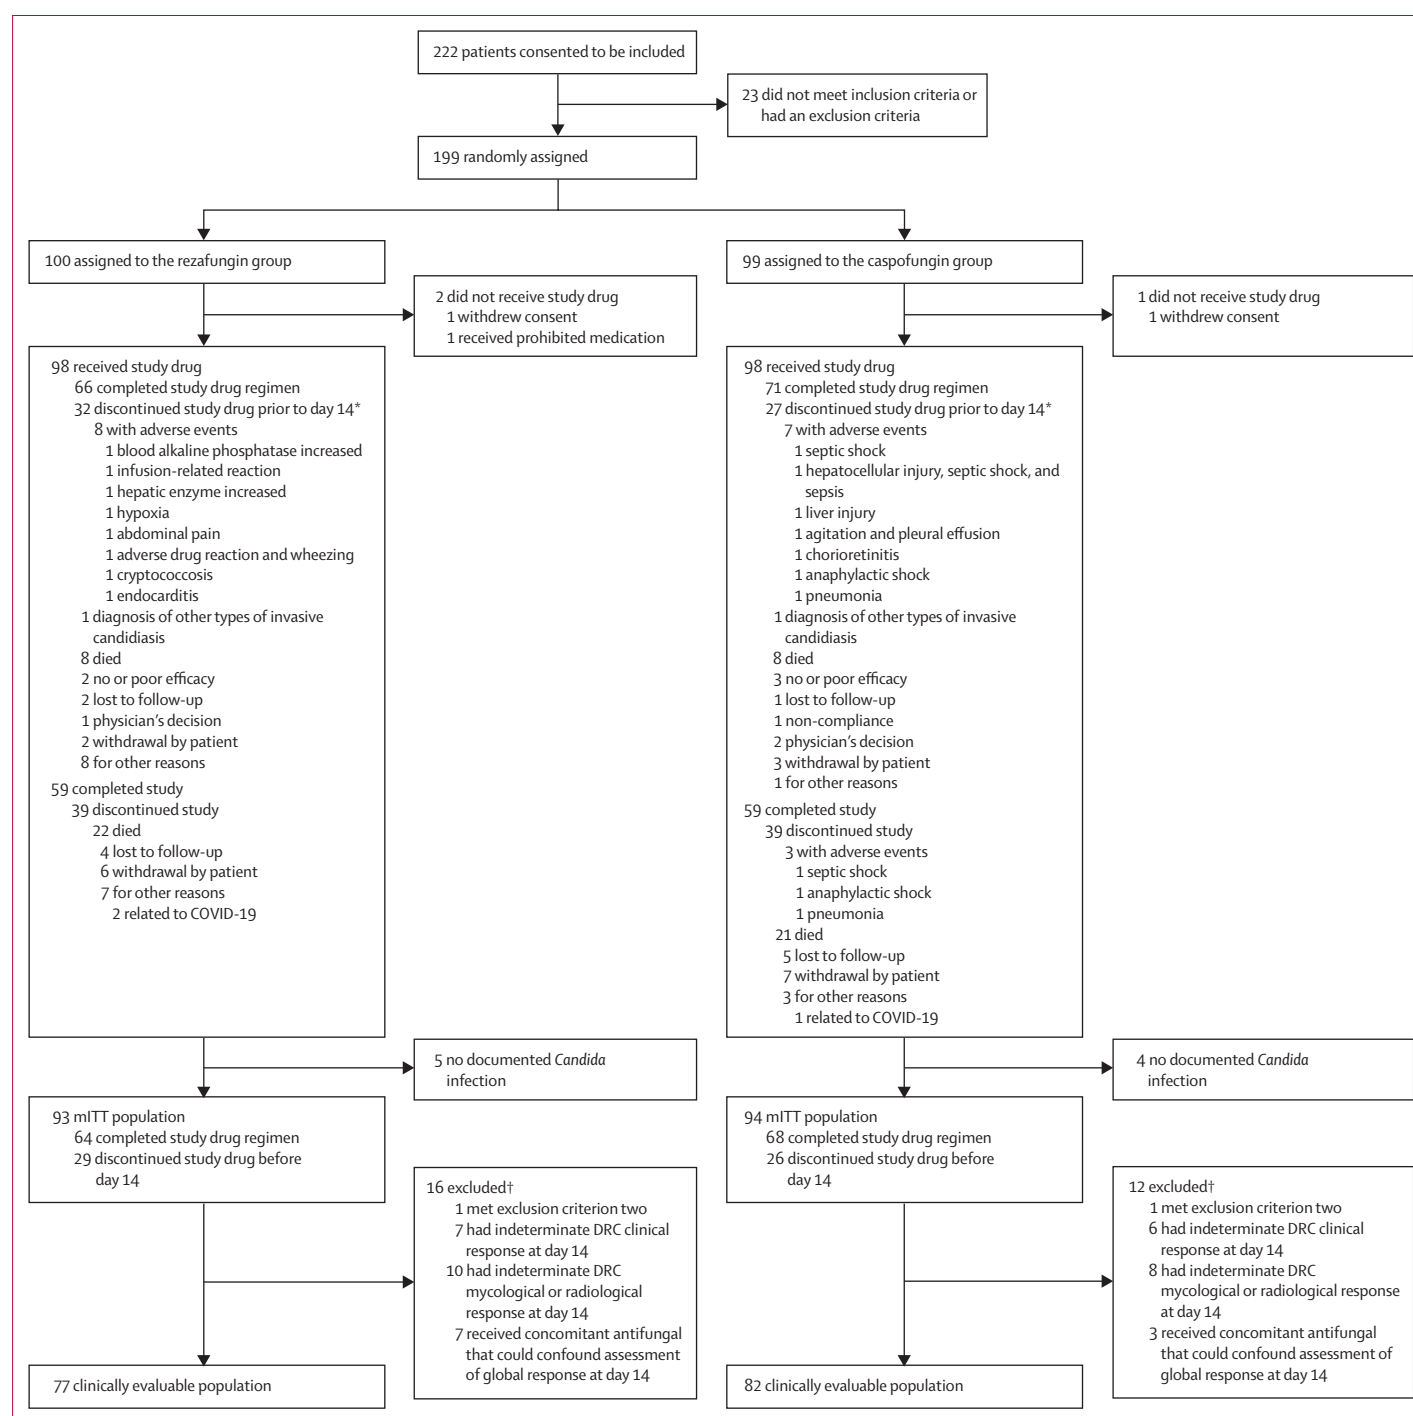 222 patients consented to be included
23 did not meet inclusion criteria or
had an exclusion criteria
199 randomly assigned
100 assigned to the rezafungin group
99 assigned to the caspofungin group
2 did not receive study drug
1 withdrew consent
1 received prohibited medication
1 did not receive study drug
1 withdrew consent
98 received study drug
66 completed study drug regimen
32 discontinued study drug prior to day 14*
8 with adverse events
1 blood alkaline phosphatase increased
1 infusion-related reaction
1 hepatic enzyme increased
1 hypoxia
1 abdominal pain
1 adverse drug reaction and wheezing
1 cryptococcosis
1 endocarditis
1 diagnosis of other types of invasive
candidiasis
8 died
2 no or poor efficacy
2 lost to follow-up
1 physician's decision
2 withdrawal by patient
8 for other reasons
59 completed study
39 discontinued study
22 died
4 lost to follow-up
6 withdrawal by patient
7 for other reasons
2 related to COVID-19
98 received study drug
71 completed study drug regimen
27 discontinued study drug prior to day 14*
7 with adverse events
1 septic shock
1 hepatocellular injury, septic shock, and
sepsis
1 liver injury
1 agitation and pleural effusion
1 chorioretinitis
1 anaphylactic shock
1 pneumonia
1 diagnosis of other types of invasive
candidiasis
8 died
3 no or poor efficacy
1 lost to follow-up
1 non-compliance
2 physician's decision
3 withdrawal by patient
1 for other reasons
59 completed study
39 discontinued study
3 with adverse events
1 septic shock
1 anaphylactic shock
1 pneumonia
21 died
5 lost to follow-up
7 withdrawal by patient
3 for other reasons
1 related to COVID-19
5 no documented Candida
infection
4 no documented Candida
infection
93 mITT population
64 completed study drug regimen
29 discontinued study drug before
day 14
94 mITT population
68 completed study drug regimen
26 discontinued study drug before
day 14
16 excluded†
1 met exclusion criterion two
7 had indeterminate DRC clinical
response at day 14
10 had indeterminate DRC
mycological or radiological
response at day 14
7 received concomitant antifungal
that could confound assessment
of global response at day 14
12 excluded†
1 met exclusion criterion two
6 had indeterminate DRC clinical
response at day 14
8 had indeterminate DRC
mycological or radiological response
at day 14
3 received concomitant antifungal
that could confound assessment of
global response at day 14
77 clinically evaluable population
82 clinically evaluable population